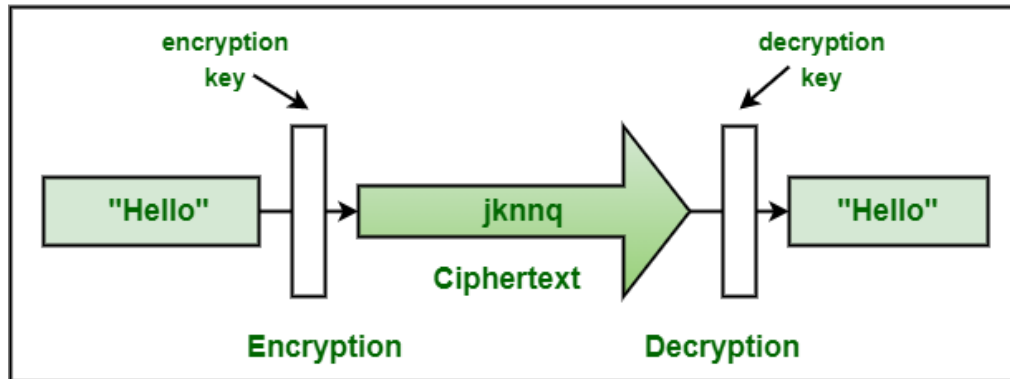 encryption
key
decryption
key
"Hello"
jknnq
"Hello"
Ciphertext
Encryption
Decryption